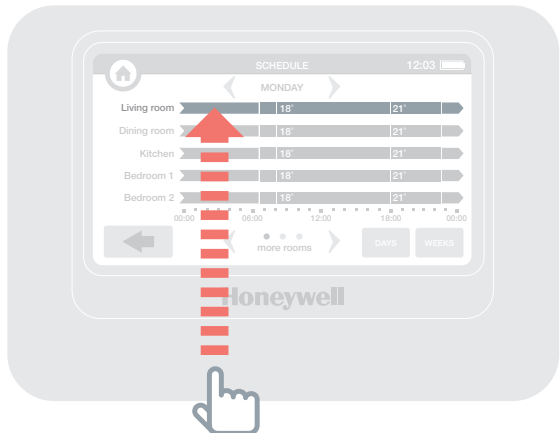 SCHEDULE 12:03
MONDAY
Living room 18° 21°
Dining room 18° 21°
Kitchen 18° 21°
Bedroom 1 18° 21°
Bedroom 2 18° 21°
00:00 06:00 12:00 18:00 00:00
more rooms DAYS WEEKS
Honeywell